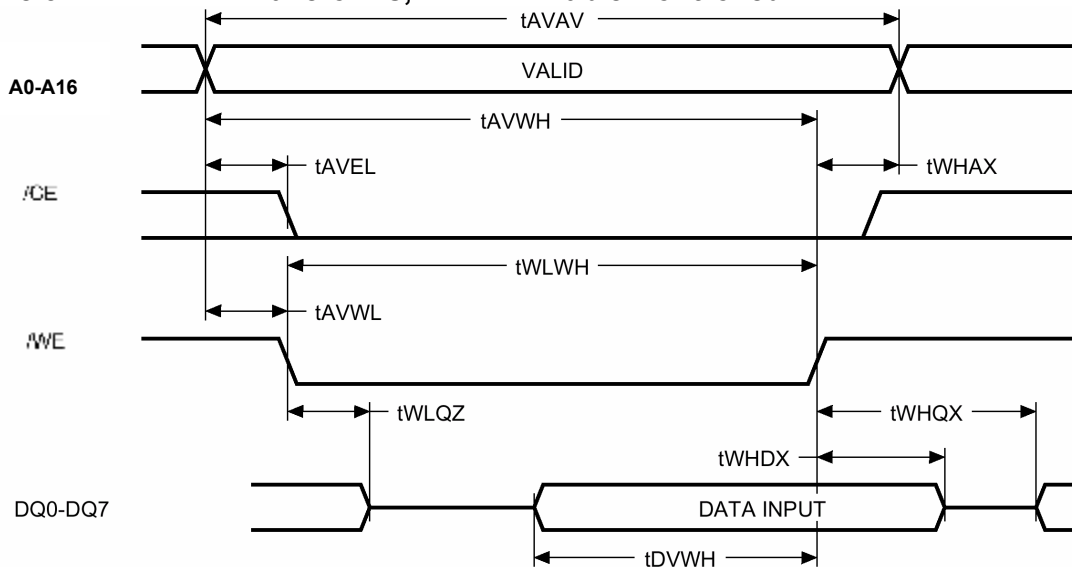 tAVAV
VALID
A0-A16
tAVWH
tAVEL
tWHAX
/CE
tWLWH
tAVWL
/WE
tWLQZ
tWHQX
tWHDX
DQ0-DQ7
DATA INPUT
tDVWH